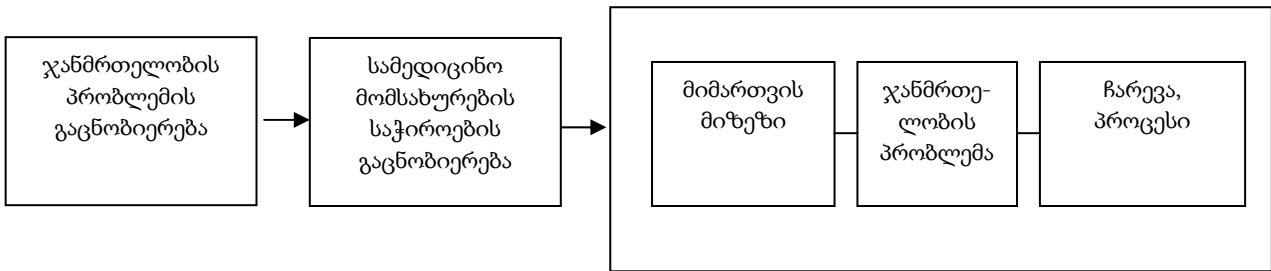 ჯანმრთელობის
პრობლემის
გაცნობიერება
სამედიცინო
მომსახურების
საჭიროების
გაცნობიერება
მიმართვის
მიზეზი
ჯანმრთე-
ლობის
პრობლემა
ჩარევა,
პროცესი